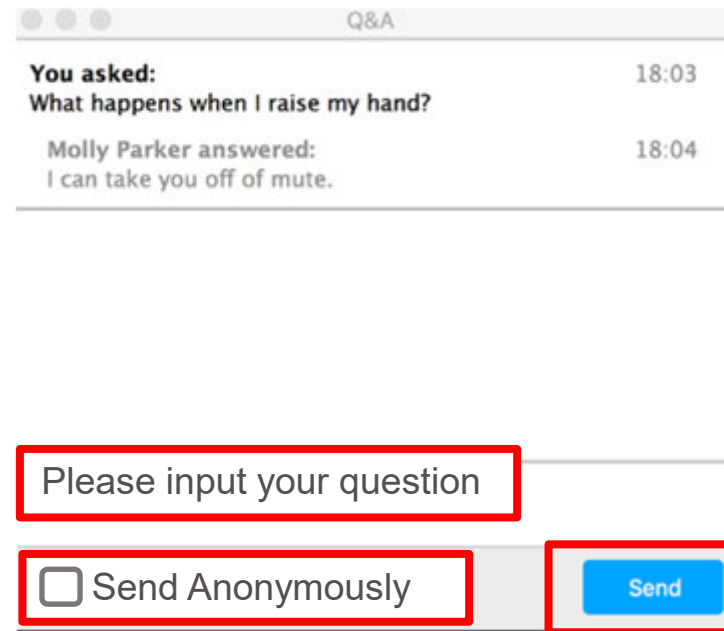 Q&A
You asked: 18:03
What happens when I raise my hand?
Molly Parker answered: 18:04
I can take you off of mute.
Please input your question
Send Anonymously
Send